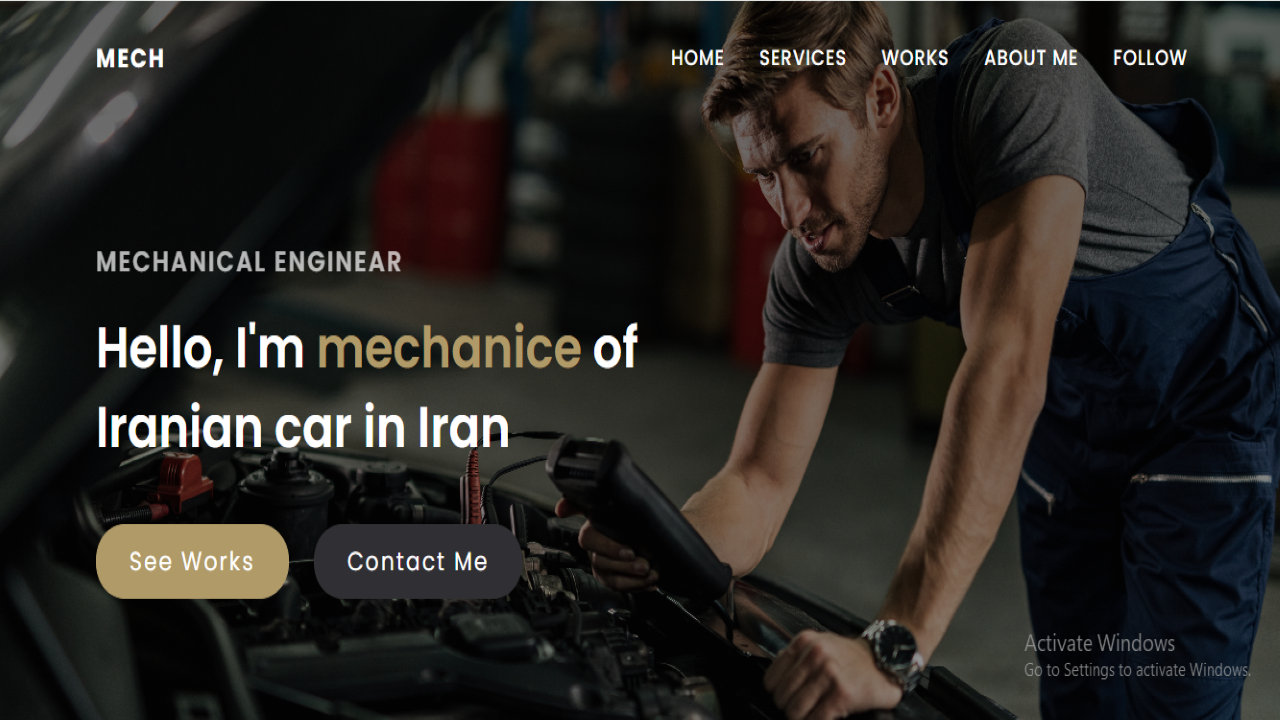 MECH
HOME SERVICES WORKS ABOUT ME FOLLOW
MECHANICAL ENGINEAR
Hello, I'm mechanice of
Iranian car in Iran
See Works Contact Me
Activate Windows
Go to Settings to activate Windows.